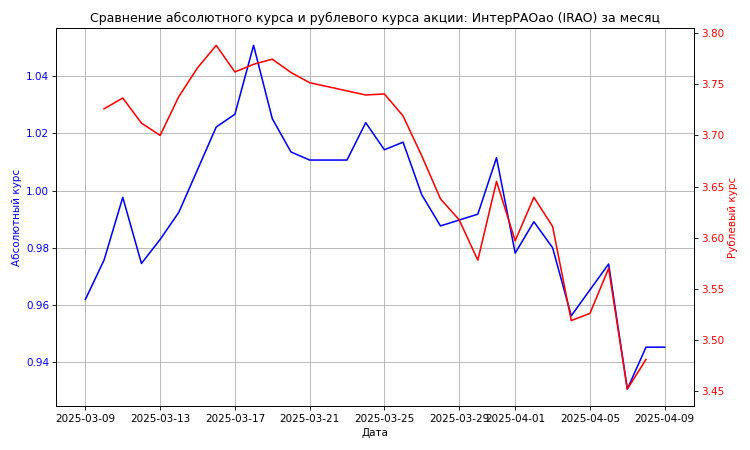 Сравнение абсолютного курса и рублевого курса акции: ИнтерРАОао (IRAO) за месяц
1.04
1.02
1.00
0.98
0.96
0.94
Абсолютный курс
3.80
3.75
3.70
3.65
3.60
3.55
3.50
3.45
Рублевый курс
2025-03-09 2025-03-13 2025-03-17 2025-03-21 2025-03-25 2025-03-29 2025-04-01 2025-04-05 2025-04-09
Дата